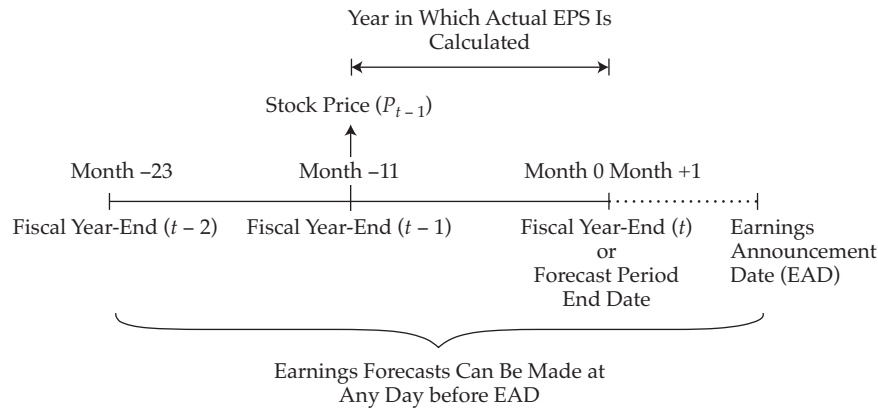 Year in Which Actual EPS Is
Calculated
Stock Price (Pt – 1)
Month –23
Month –11
Month 0 Month +1
Fiscal Year-End (t – 2)
Fiscal Year-End (t – 1)
Fiscal Year-End (t)
or
Forecast Period
End Date
Earnings
Announcement
Date (EAD)
Earnings Forecasts Can Be Made at
Any Day before EAD